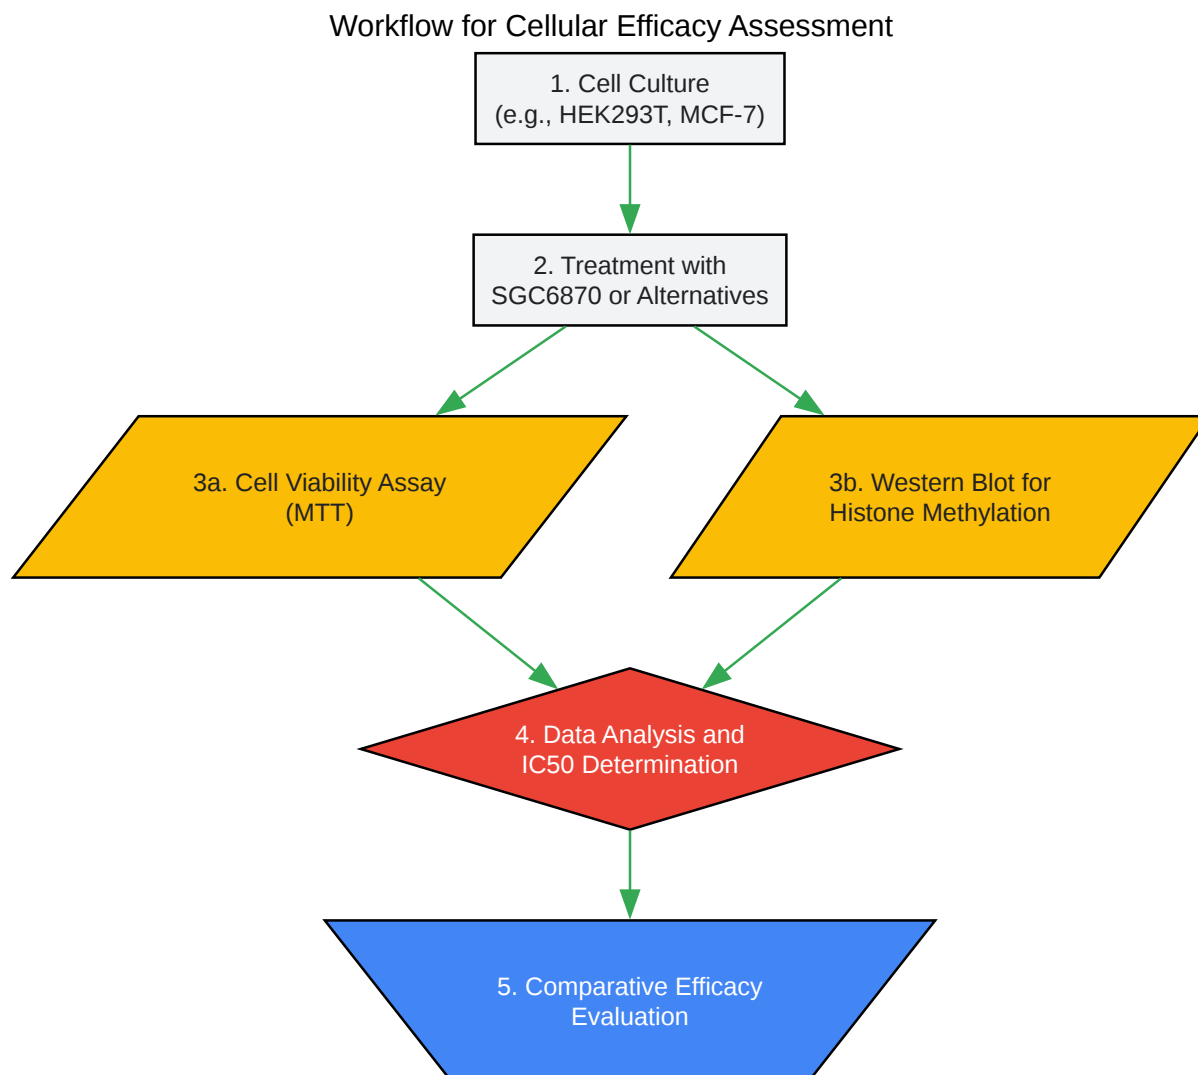 Workflow for Cellular Efficacy Assessment
1. Cell Culture
(e.g., HEK293T, MCF-7)
2. Treatment with
SGC6870 or Alternatives
3a. Cell Viability Assay
(MTT)
3b. Western Blot for
Histone Methylation
4. Data Analysis and
IC50 Determination
5. Comparative Efficacy
Evaluation